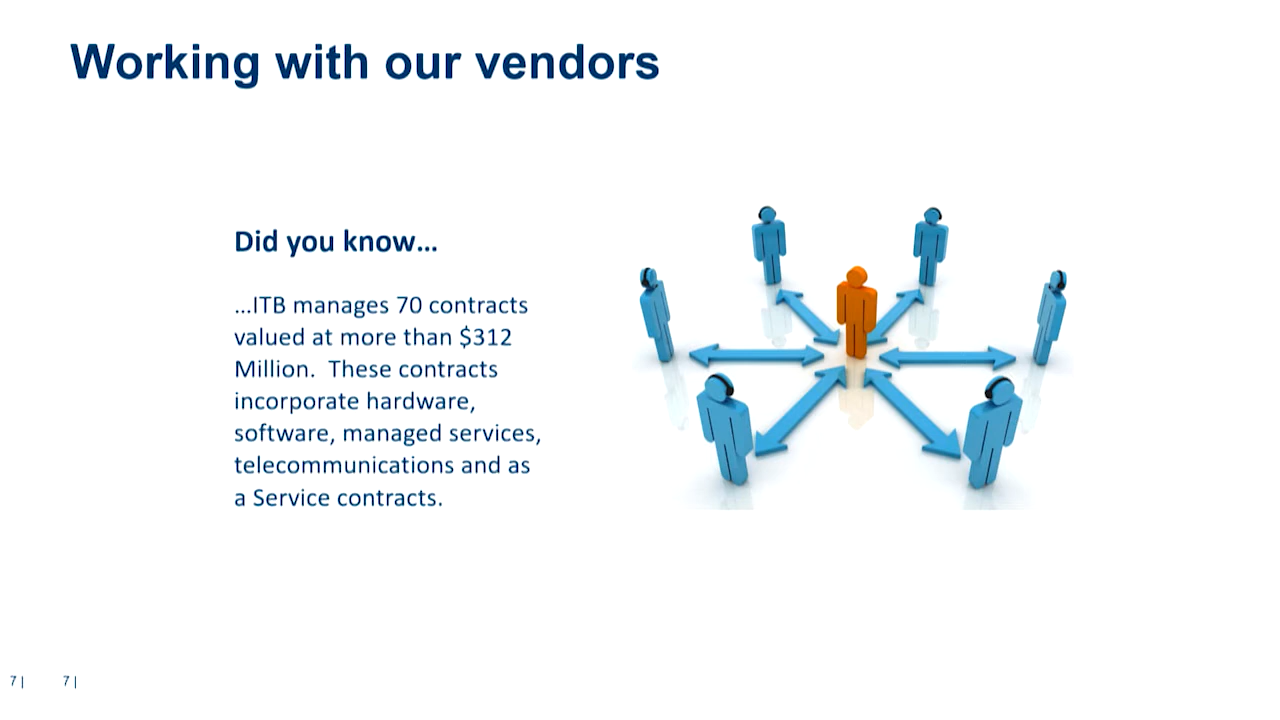 Working with our vendors
Did you know...
...ITB manages 70 contracts
valued at more than $312
Million.  These contracts
incorporate hardware,
software, managed services,
telecommunications and as
a Service contracts.
7 |
7 |